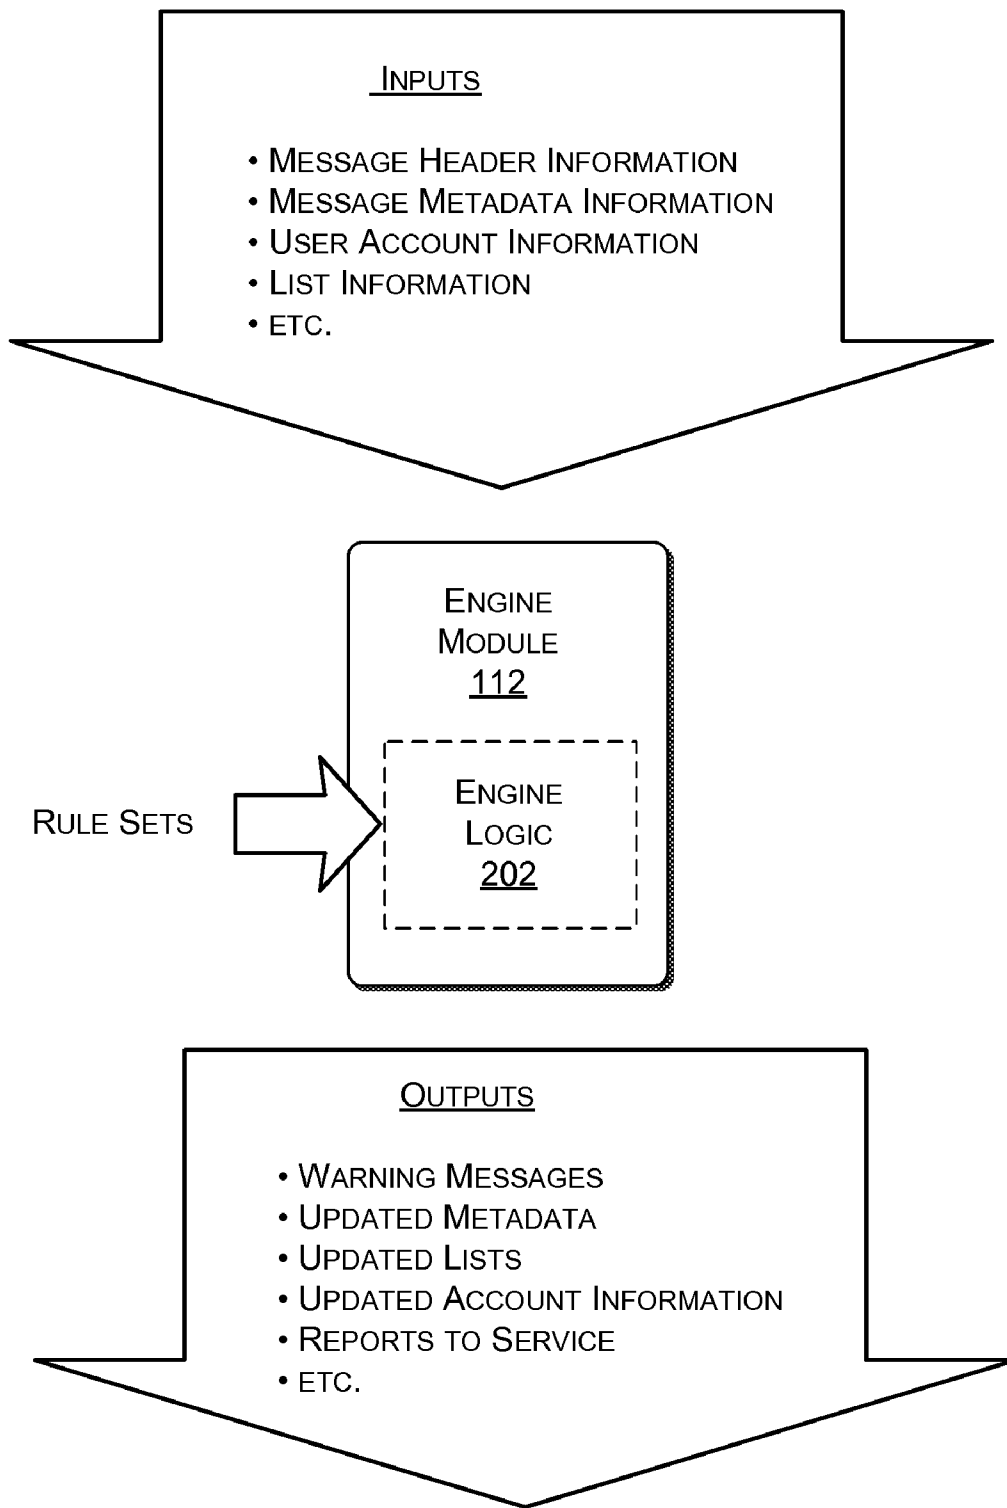 INPUTS
• MESSAGE HEADER INFORMATION
• MESSAGE METADATA INFORMATION
• USER ACCOUNT INFORMATION
• LIST INFORMATION
• ETC.
ENGINE
MODULE
112
RULE SETS
ENGINE
LOGIC
202
OUTPUTS
• WARNING MESSAGES
• UPDATED METADATA
• UPDATED LISTS
• UPDATED ACCOUNT INFORMATION
• REPORTS TO SERVICE
• ETC.